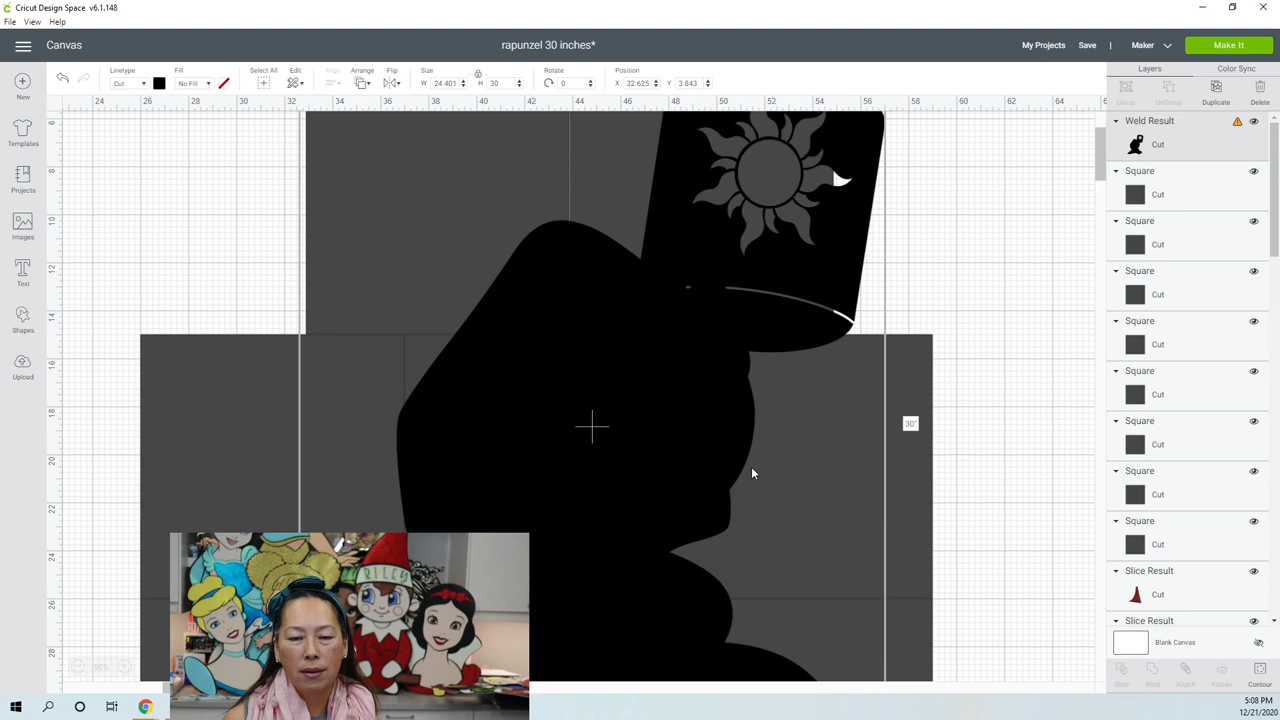 Cricut Design Space v6.1.148
File View Help
Canvas
rapunzel 30 inches*
My Projects Save | Maker Make It
Linetype Fill Select All Edit Align Arrange Flip Size Rotate Position
Cut No Fill W 24.401 H 30 0 X 32.625 Y 3.843
Layers Color Sync
Group UnGroup Duplicate Delete
24 26 28 30 32 34 36 38 40 42 44 46 48 50 52 54 56 58 60 62 64 6
6
8
10
12
14
16
18
20
22
24
26
28
New
Templates
Projects
Images
Text
Shapes
Upload
30"
RILEY
Weld Result
Cut
Square
Cut
Square
Cut
Square
Cut
Square
Cut
Square
Cut
Square
Cut
Square
Cut
Square
Cut
Slice Result
Cut
Slice Result
Blank Canvas
Slice Weld Attach Flatten Contour
5:08 PM
12/21/2020